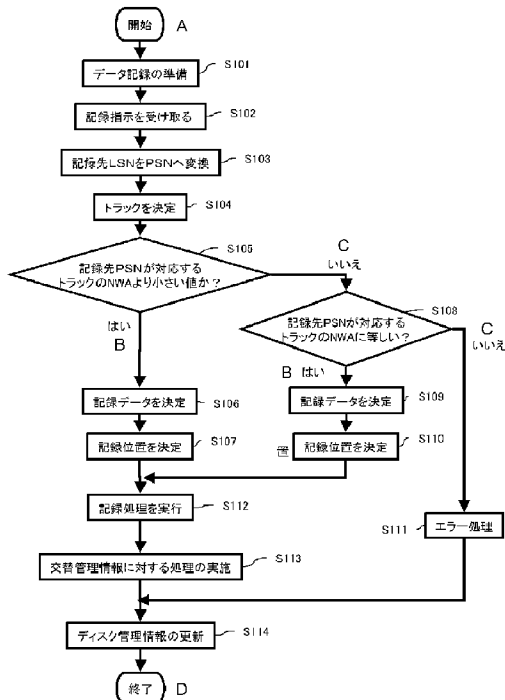 開始 A
データ記録の準備 S101
記録指示を受け取る S102
記録先LSNをPSNへ変換 S103
トラックを決定 S104
S105
記録先PSNが対応する
トラックのNWAより小さい値か?
C
いいえ
はい
B
S108
記録先PSNが対応する
トラックのNWAに等しい?
C
いいえ
B はい
記録データを決定 S106
記録データを決定 S109
記録位置を決定 S107
置 記録位置を決定 S110
記録処理を実行 S112
S111 エラー処理
交替管理情報に対する処理の実施 S113
ディスク管理情報の更新 S114
終了 D